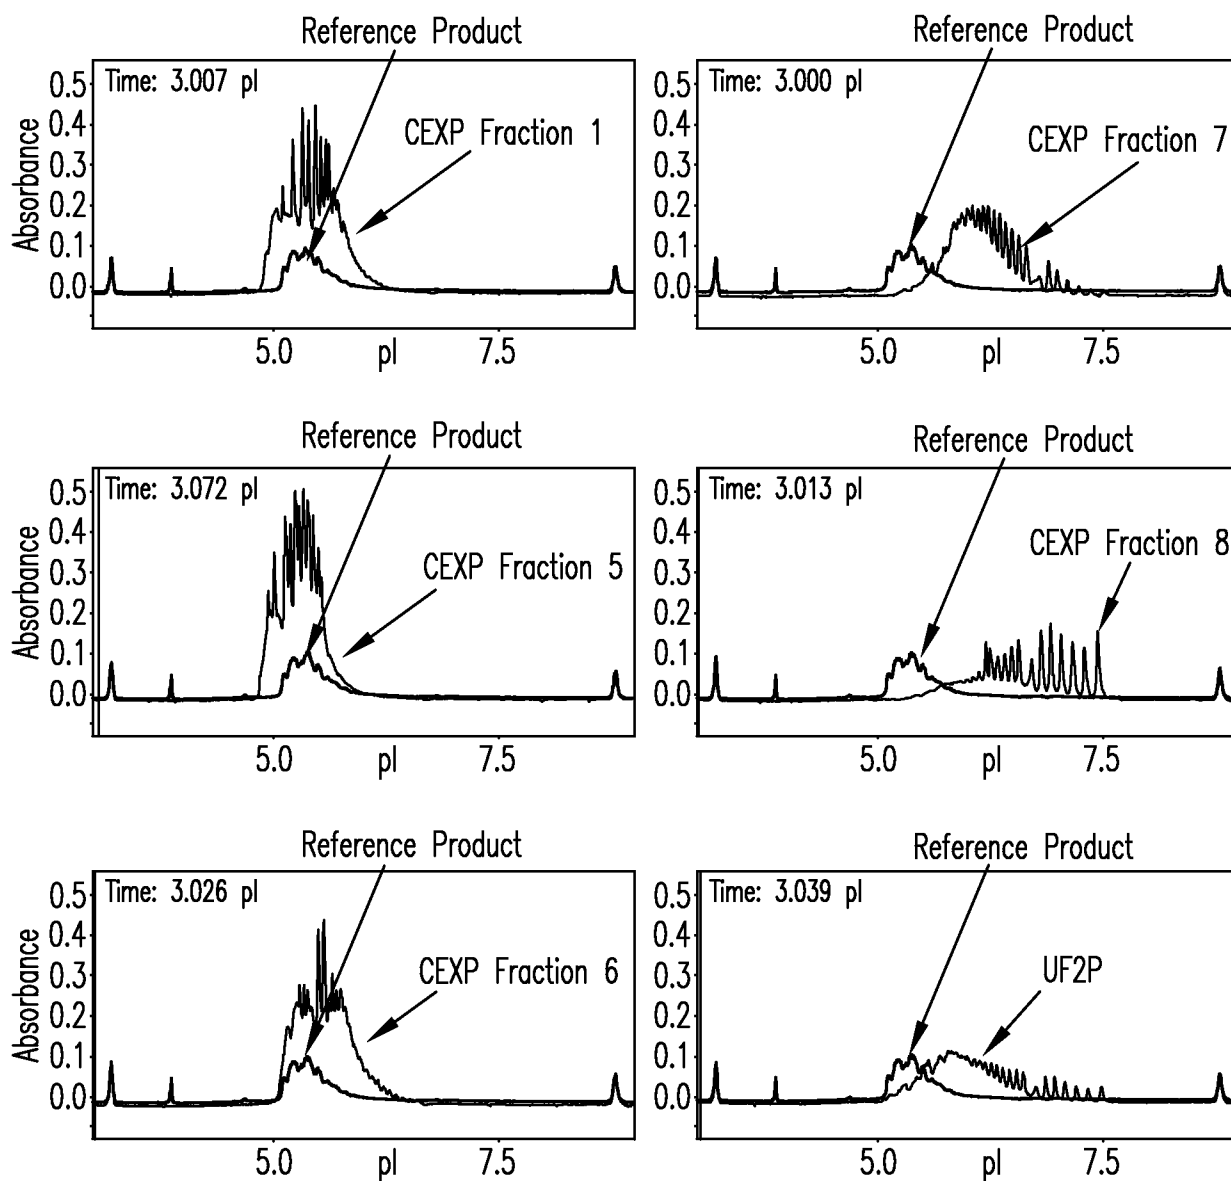 Reference Product
Time: 3.007 pI
CEXP Fraction 1
Absorbance
0.5
0.4
0.3
0.2
0.1
0.0
5.0
pI
7.5
Reference Product
3.000 pI
CEXP Fraction 7
0.5
0.4
0.3
0.2
0.1
0.0
5.0
pI
7.5
Reference Product
Time: 3.072 pI
CEXP Fraction 5
Absorbance
0.5
0.4
0.3
0.2
0.1
0.0
5.0
pI
7.5
Reference Product
Time: 3.013 pI
CEXP Fraction 8
0.5
0.4
0.3
0.2
0.1
0.0
5.0
pI
7.5
Reference Product
Time: 3.026 pI
CEXP Fraction 6
Absorbance
0.5
0.4
0.3
0.2
0.1
0.0
5.0
pI
7.5
Reference Product
Time: 3.039 pI
UF2P
0.5
0.4
0.3
0.2
0.1
0.0
5.0
pI
7.5